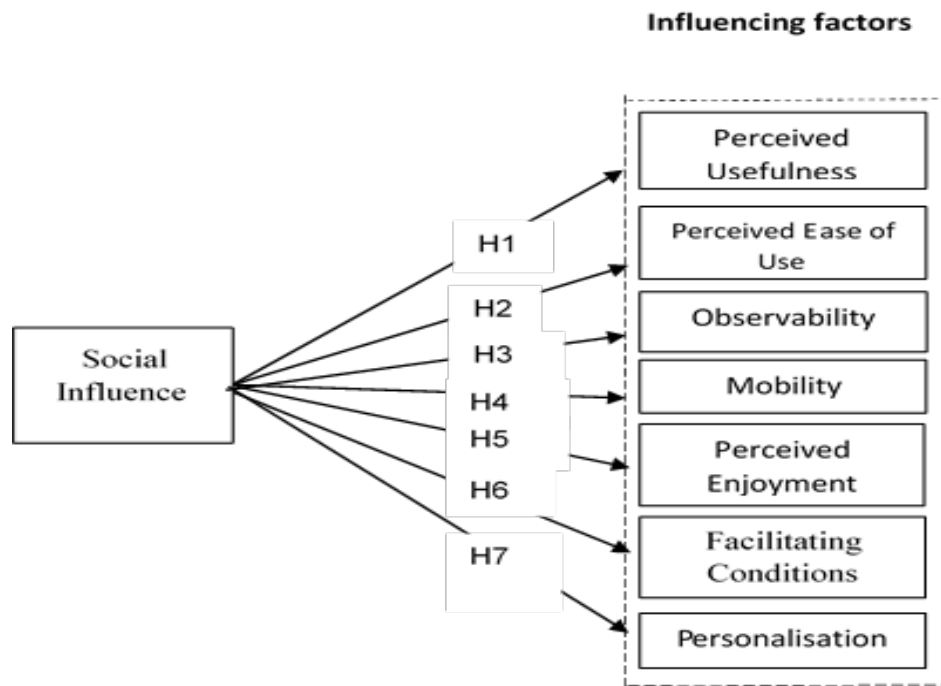 Influencing factors
Perceived
Usefulness
H1
Perceived Ease of
Use
H2
Observability
H3
Social
Influence
Mobility
H4
H5
Perceived
Enjoyment
H6
Facilitating
Conditions
H7
Personalisation